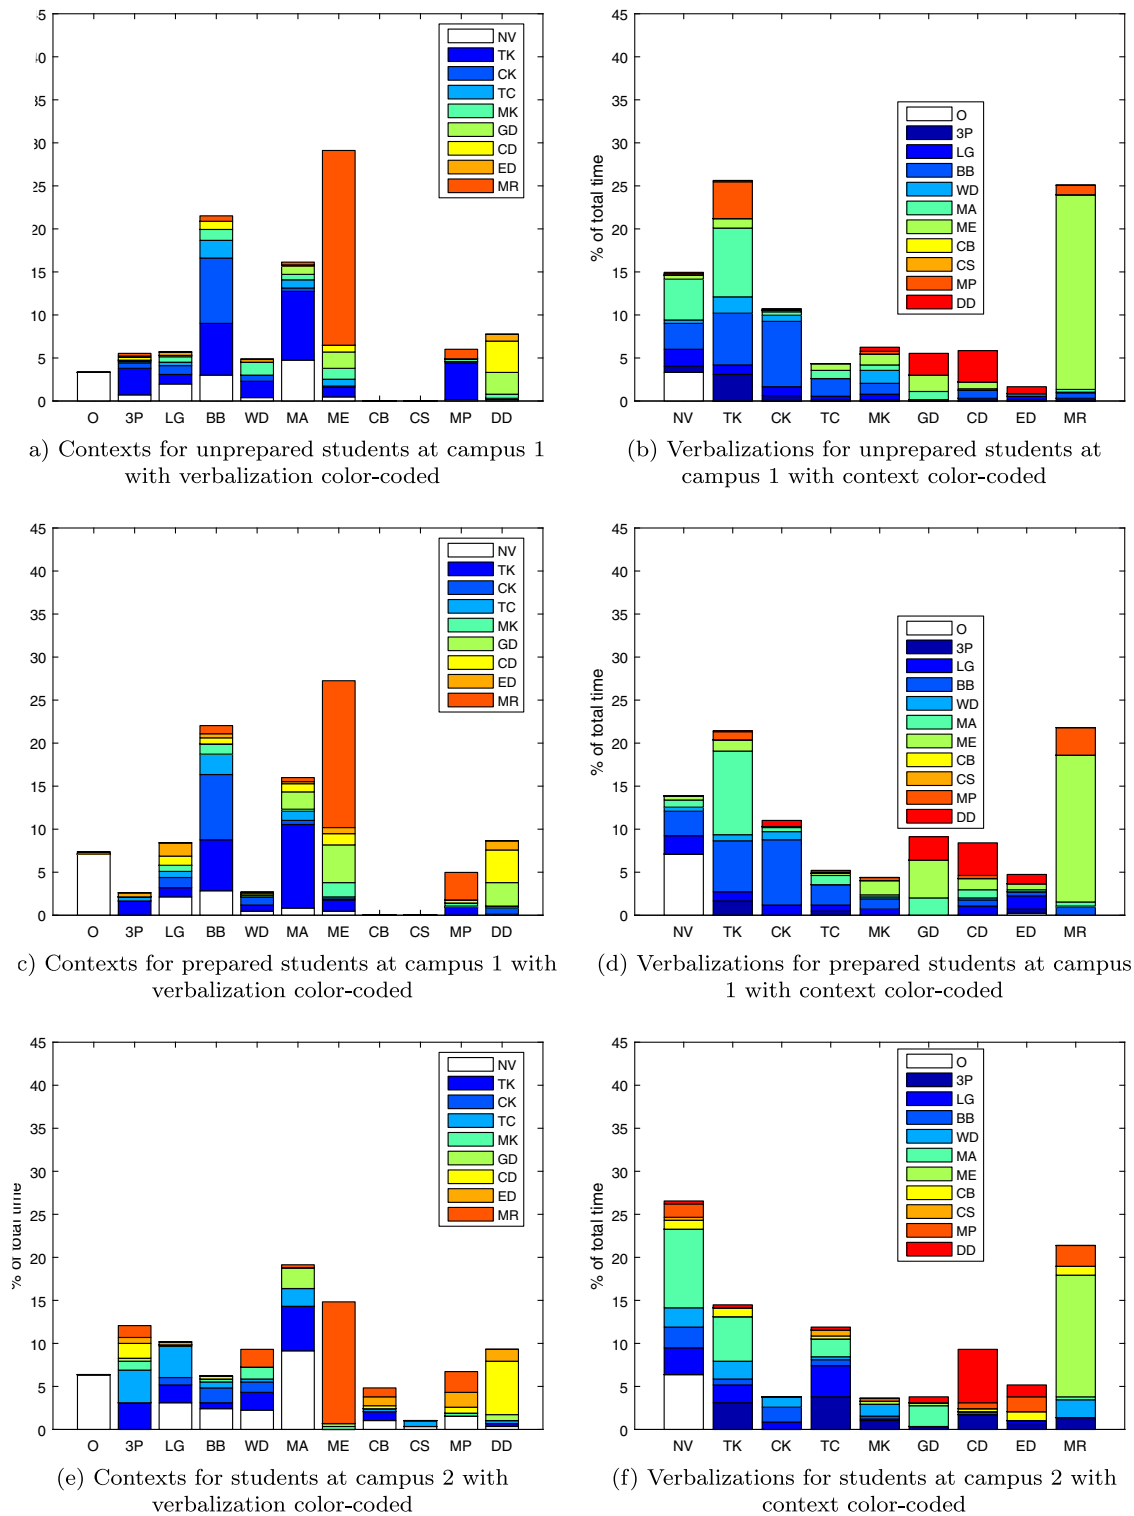 45
40
35
30
25
20
15
10
5
0
O 3P LG BB WD MA ME CB CS MP DD
NV
TK
CK
TC
MK
GD
CD
ED
MR
a) Contexts for unprepared students at campus 1
with verbalization color-coded
% of total time
45
40
35
30
25
20
15
10
5
0
NV TK CK TC MK GD CD ED MR
O
3P
LG
BB
WD
MA
ME
CB
CS
MP
DD
(b) Verbalizations for unprepared students at
campus 1 with context color-coded
45
40
35
30
25
20
15
10
5
0
O 3P LG BB WD MA ME CB CS MP DD
NV
TK
CK
TC
MK
GD
CD
ED
MR
c) Contexts for prepared students at campus 1 with
verbalization color-coded
% of total time
45
40
35
30
25
20
15
10
5
0
NV TK CK TC MK GD CD ED MR
O
3P
LG
BB
WD
MA
ME
CB
CS
MP
DD
(d) Verbalizations for prepared students at campus
1 with context color-coded
% of total time
45
40
35
30
25
20
15
10
5
0
O 3P LG BB WD MA ME CB CS MP DD
NV
TK
CK
TC
MK
GD
CD
ED
MR
(e) Contexts for students at campus 2 with
verbalization color-coded
% of total time
45
40
35
30
25
20
15
10
5
0
NV TK CK TC MK GD CD ED MR
O
3P
LG
BB
WD
MA
ME
CB
CS
MP
DD
(f) Verbalizations for students at campus 2 with
context color-coded